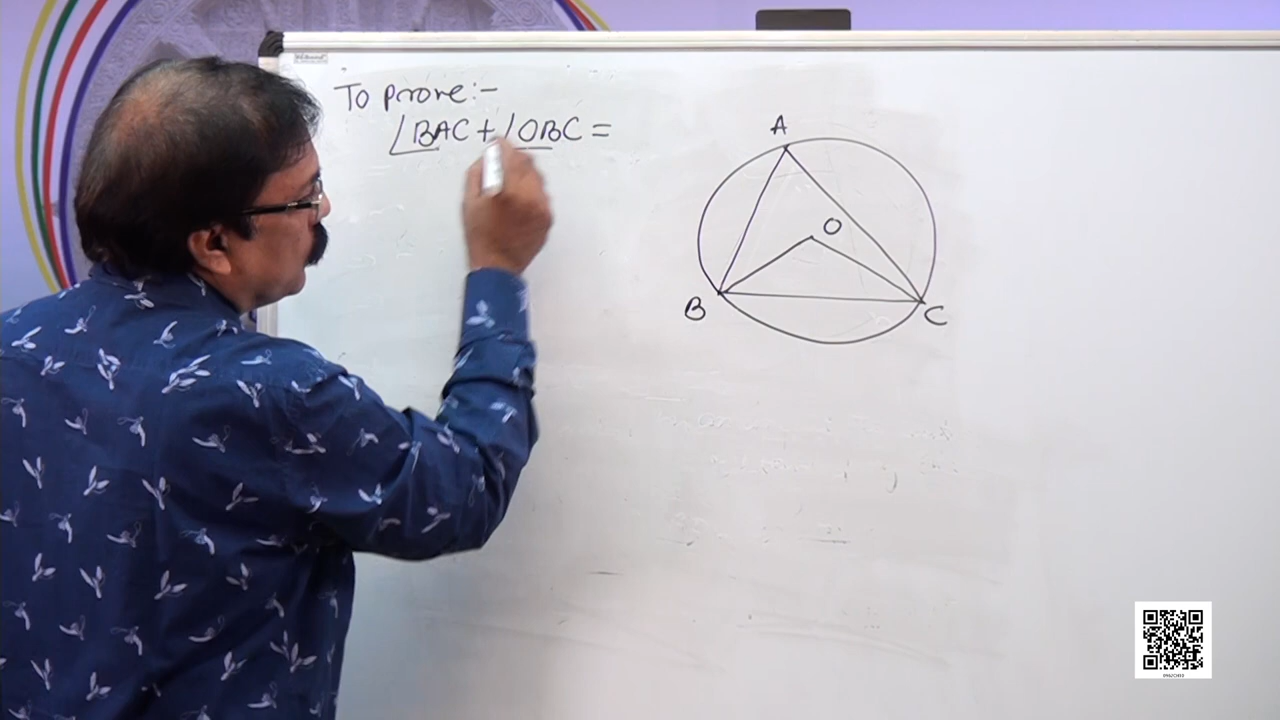 To prove:-
∠BAC + ∠OBC =
A
O
B
C